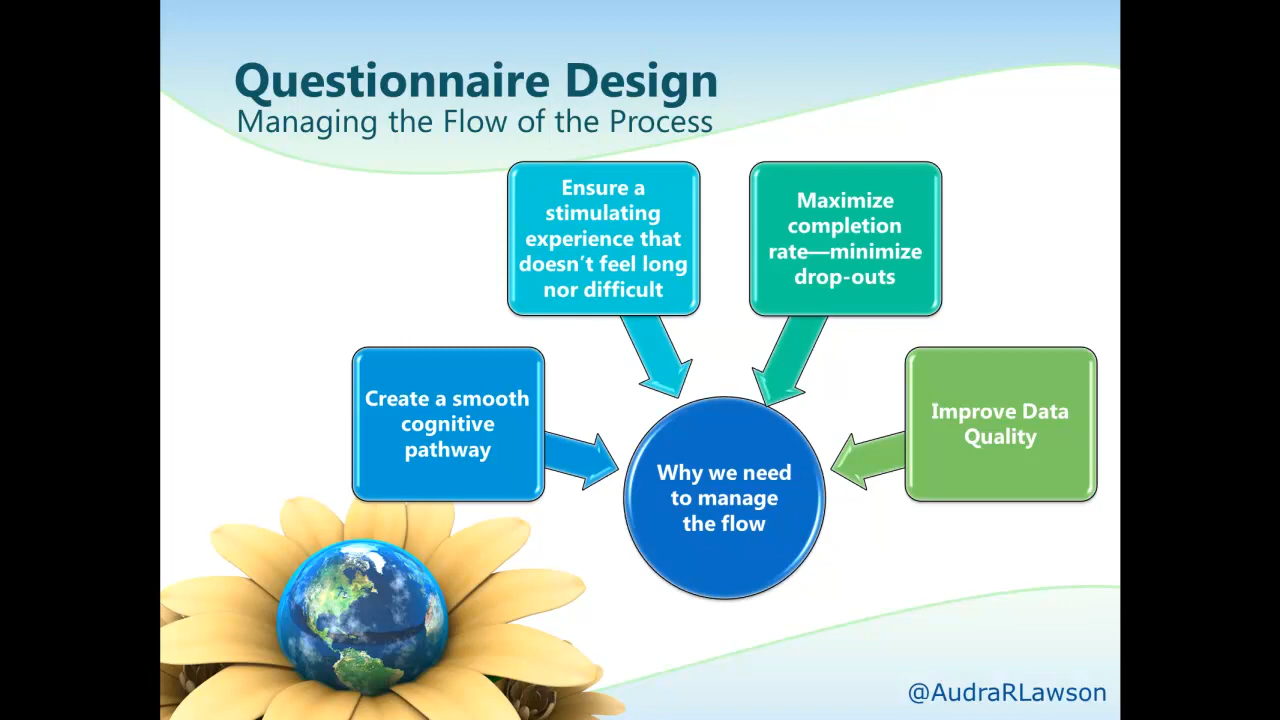 Questionnaire Design
Managing the Flow of the Process
Ensure a
stimulating
experience that
doesn't feel long
nor difficult
Maximize
completion
rate—minimize
drop-outs
Create a smooth
cognitive
pathway
Improve Data
Quality
Why we need
to manage
the flow
@AudraRLawson